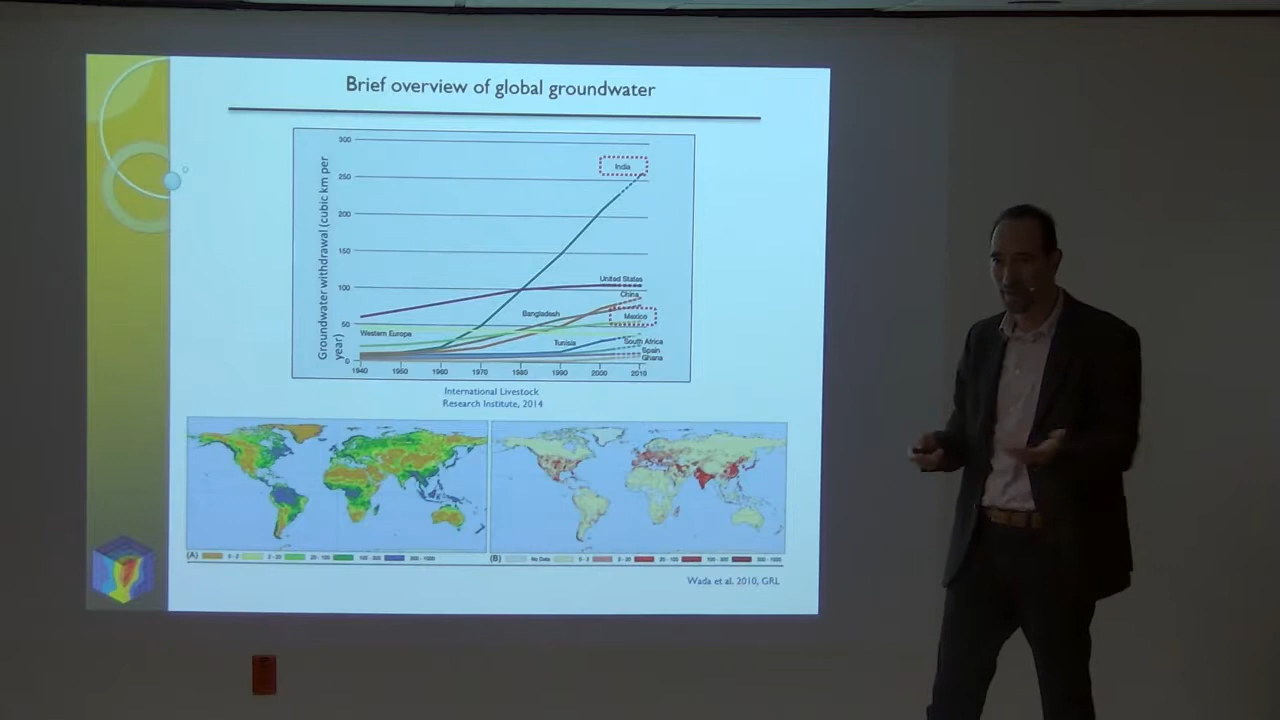 Brief overview of global groundwater
Groundwater withdrawal (cubic km per
year)
300
250
200
150
100
50
0
India
United States
China
Bangladesh
Mexico
Western Europe
Tunisia
South Africa
Spain
Ghana
1940 1950 1960 1970 1980 1990 2000 2010
International Livestock
Research Institute, 2014
(A) 0 - 2 2 - 20 20 - 100 100 - 300 300 - 1000
(B) No Data 0 - 2 2 - 20 20 - 100 100 - 300 300 - 1000
Wada et al. 2010, GRL